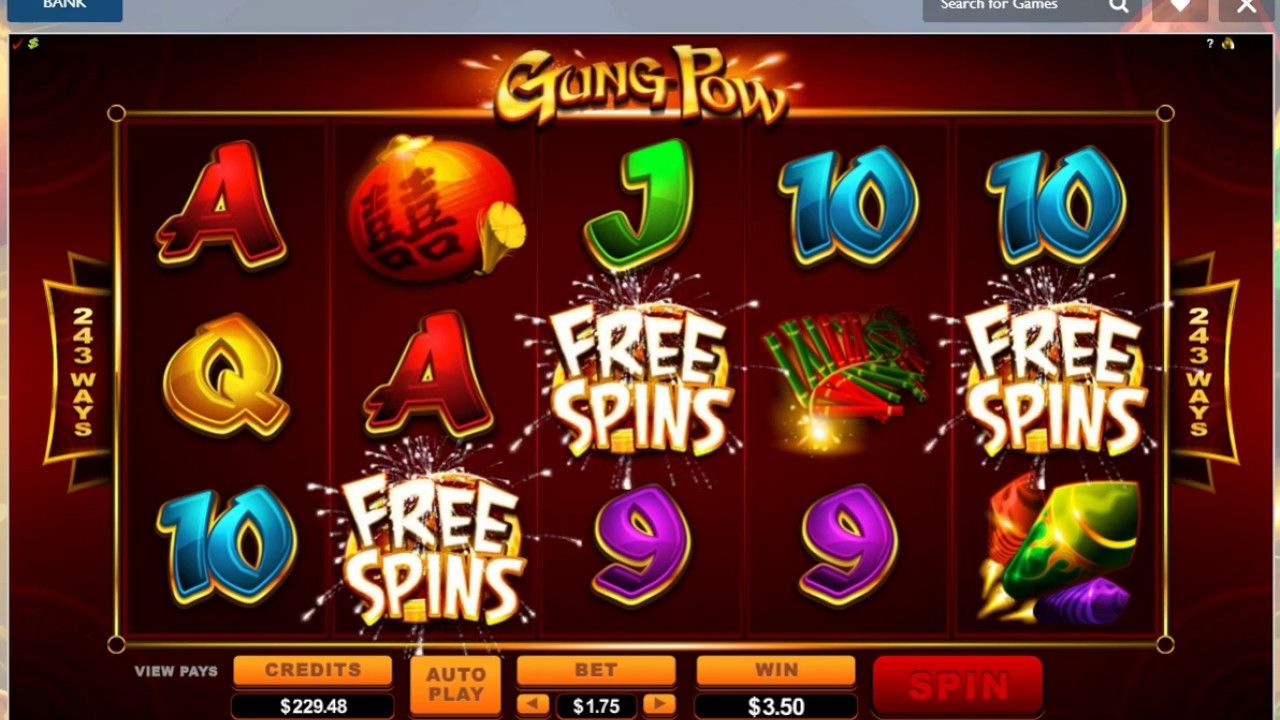 BANK
Search for Games
?
GUNG POW
A
囍
J
10
10
243 WAYS
Q
A
FREE
SPINS
FREE
SPINS
243 WAYS
10
FREE
SPINS
9
9
VIEW PAYS
CREDITS
$229.48
AUTO
PLAY
BET
$1.75
WIN
$3.50
SPIN